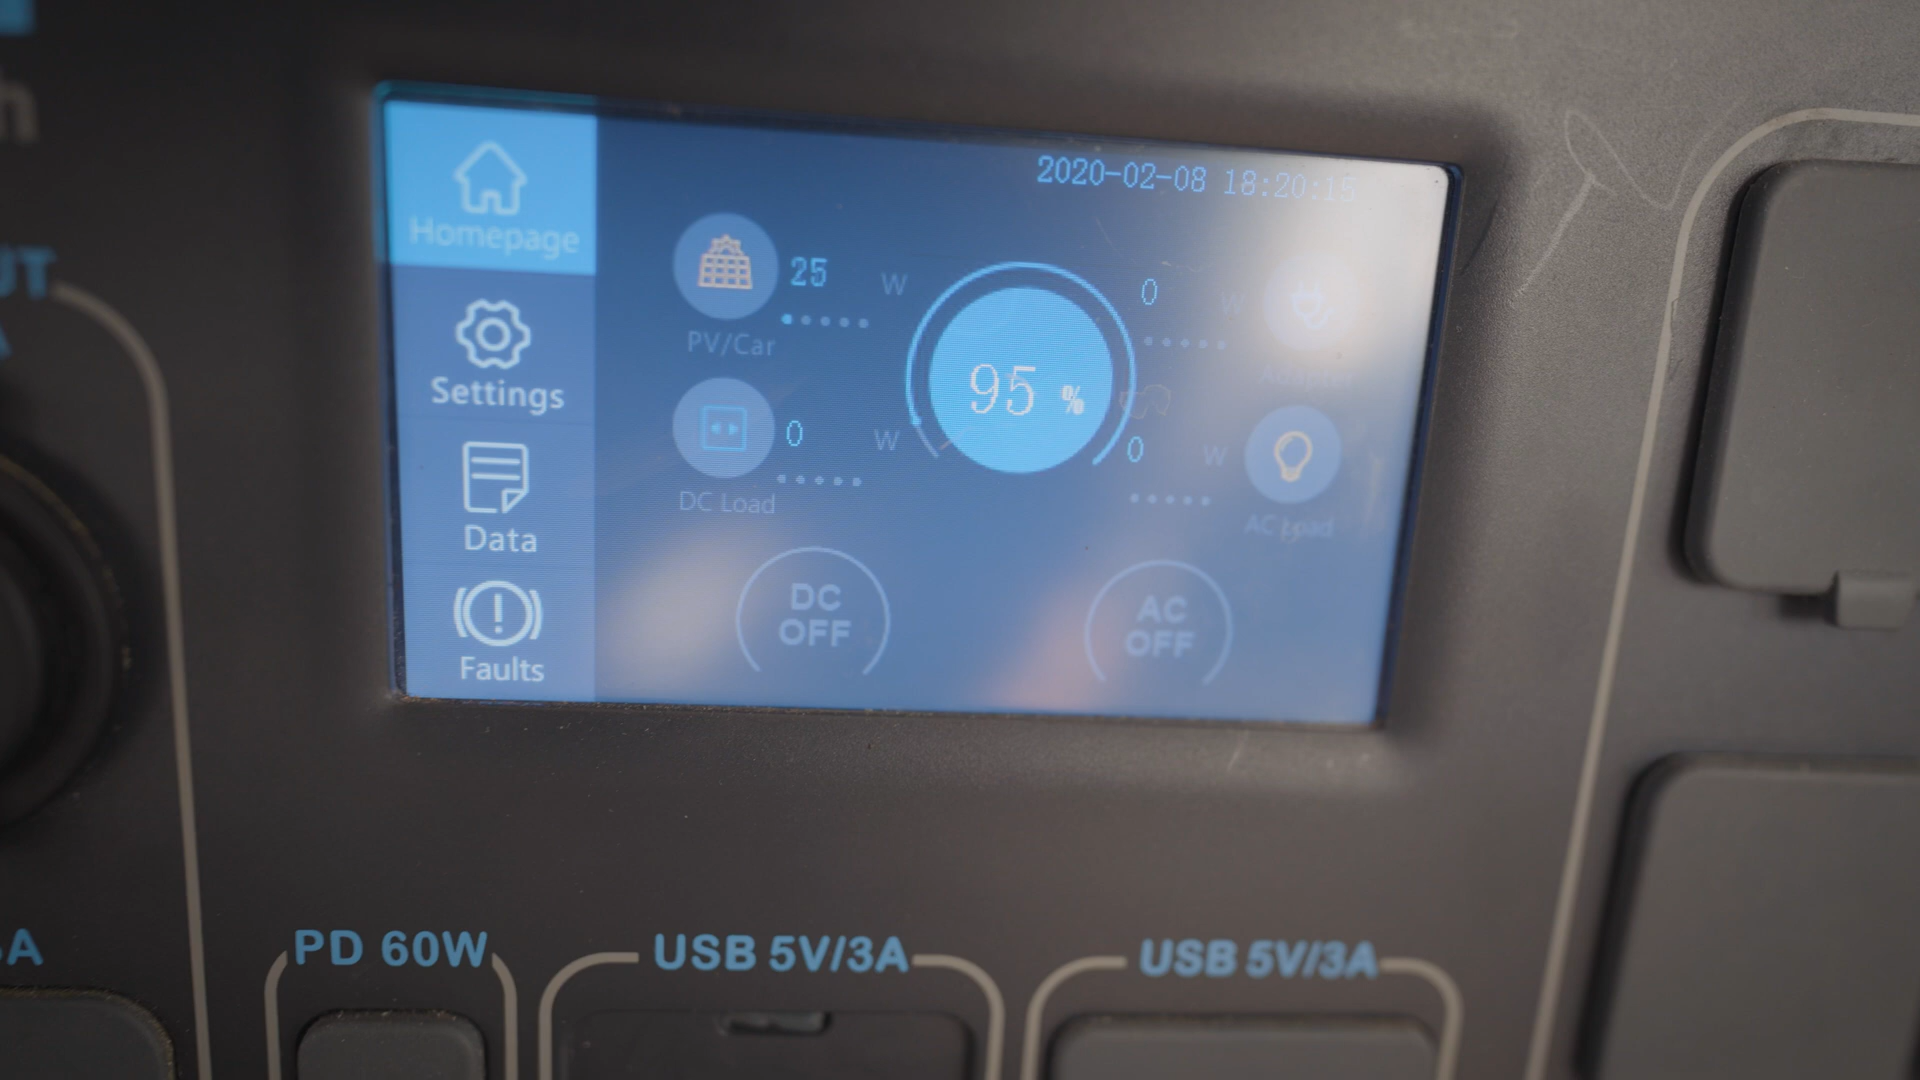 2020-02-08 18:20:15
Homepage
Settings
Data
Faults
25 W
PV/Car
0 W
DC Load
95 %
0 W
Adapter
0 W
AC Load
DC
OFF
AC
OFF
PD 60W
USB 5V/3A
USB 5V/3A